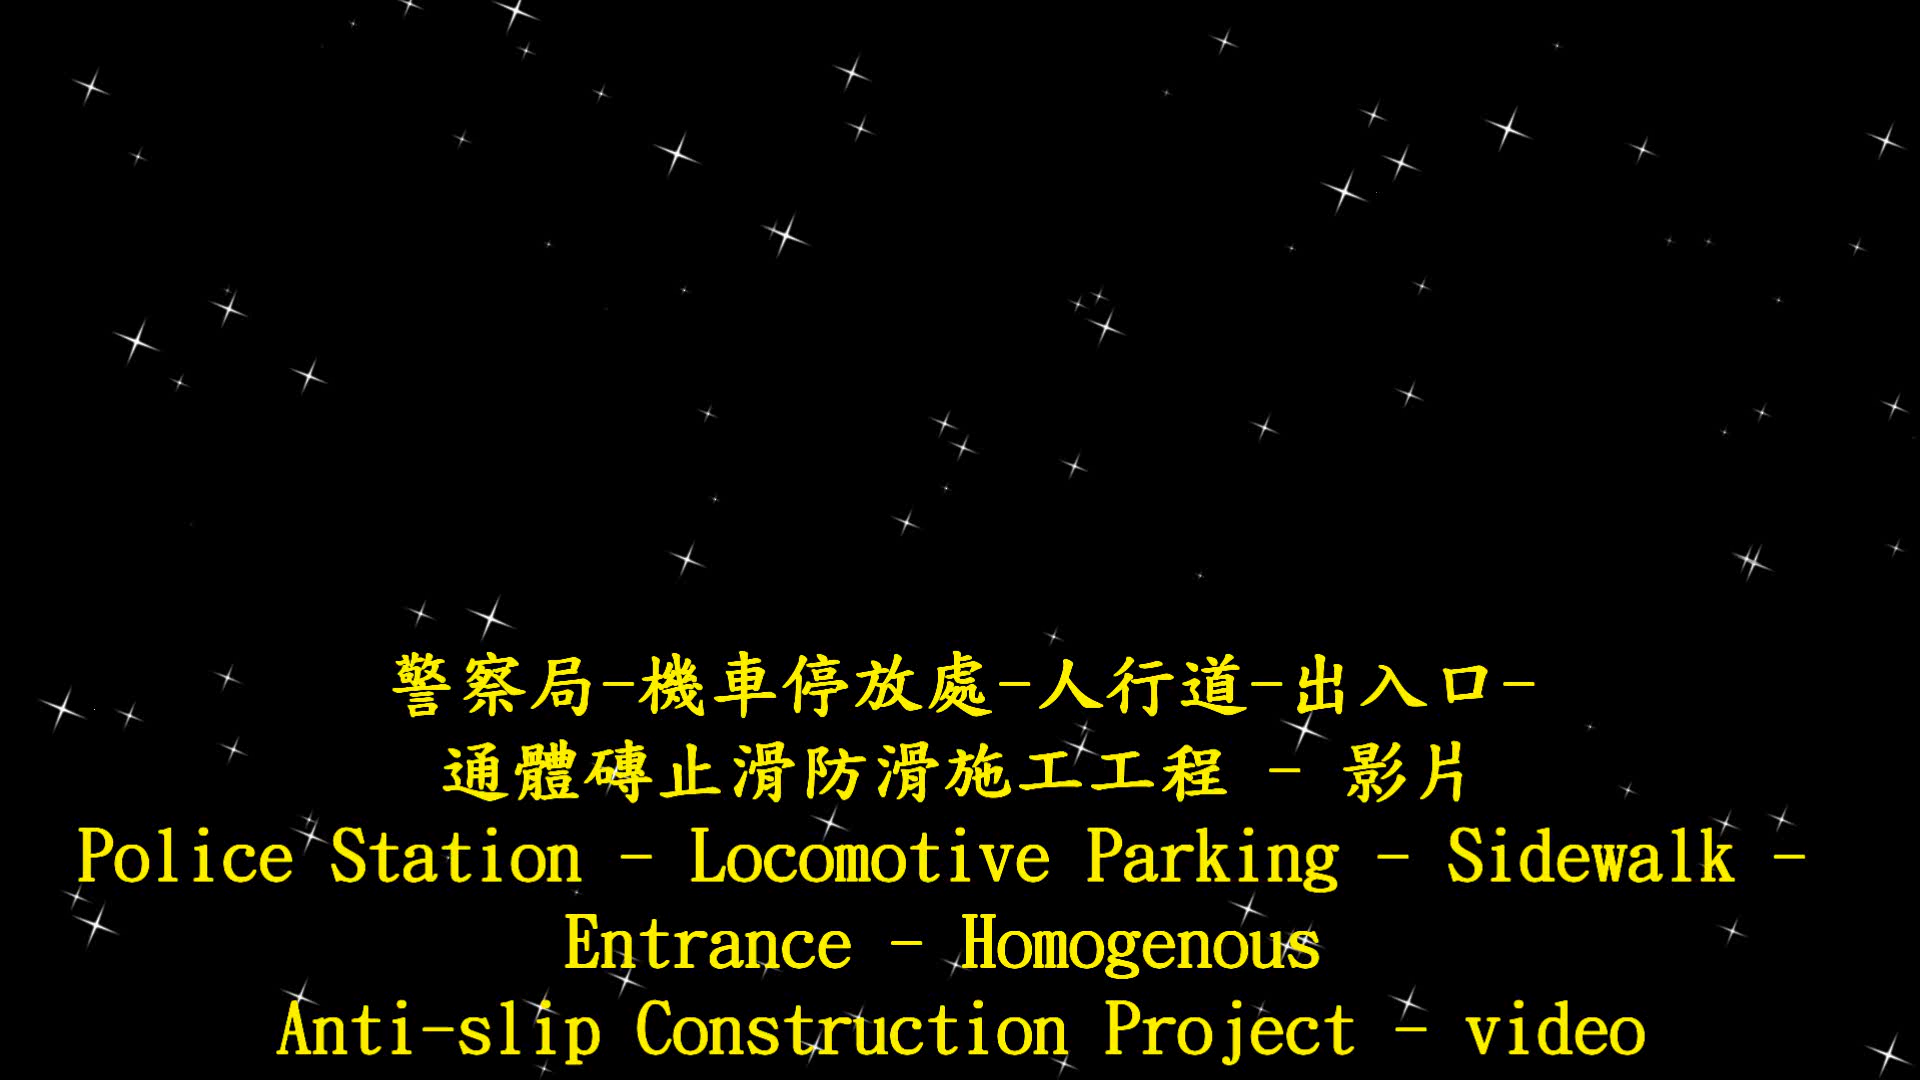 警察局-機車停放處-人行道-出入口-
通體磚止滑防滑施工工程 - 影片
Police Station - Locomotive Parking - Sidewalk -
Entrance - Homogenous
Anti-slip Construction Project - video